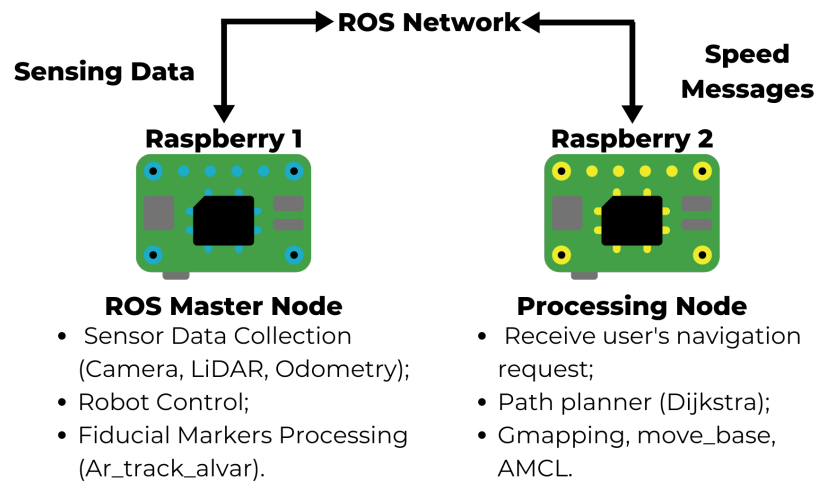 ROS Network
Sensing Data
Speed
Messages
Raspberry 1
Raspberry 2
ROS Master Node
• Sensor Data Collection
(Camera, LiDAR, Odometry);
• Robot Control;
• Fiducial Markers Processing
(Ar_track_alvar).
Processing Node
• Receive user's navigation
request;
• Path planner (Dijkstra);
• Gmapping, move_base,
AMCL.